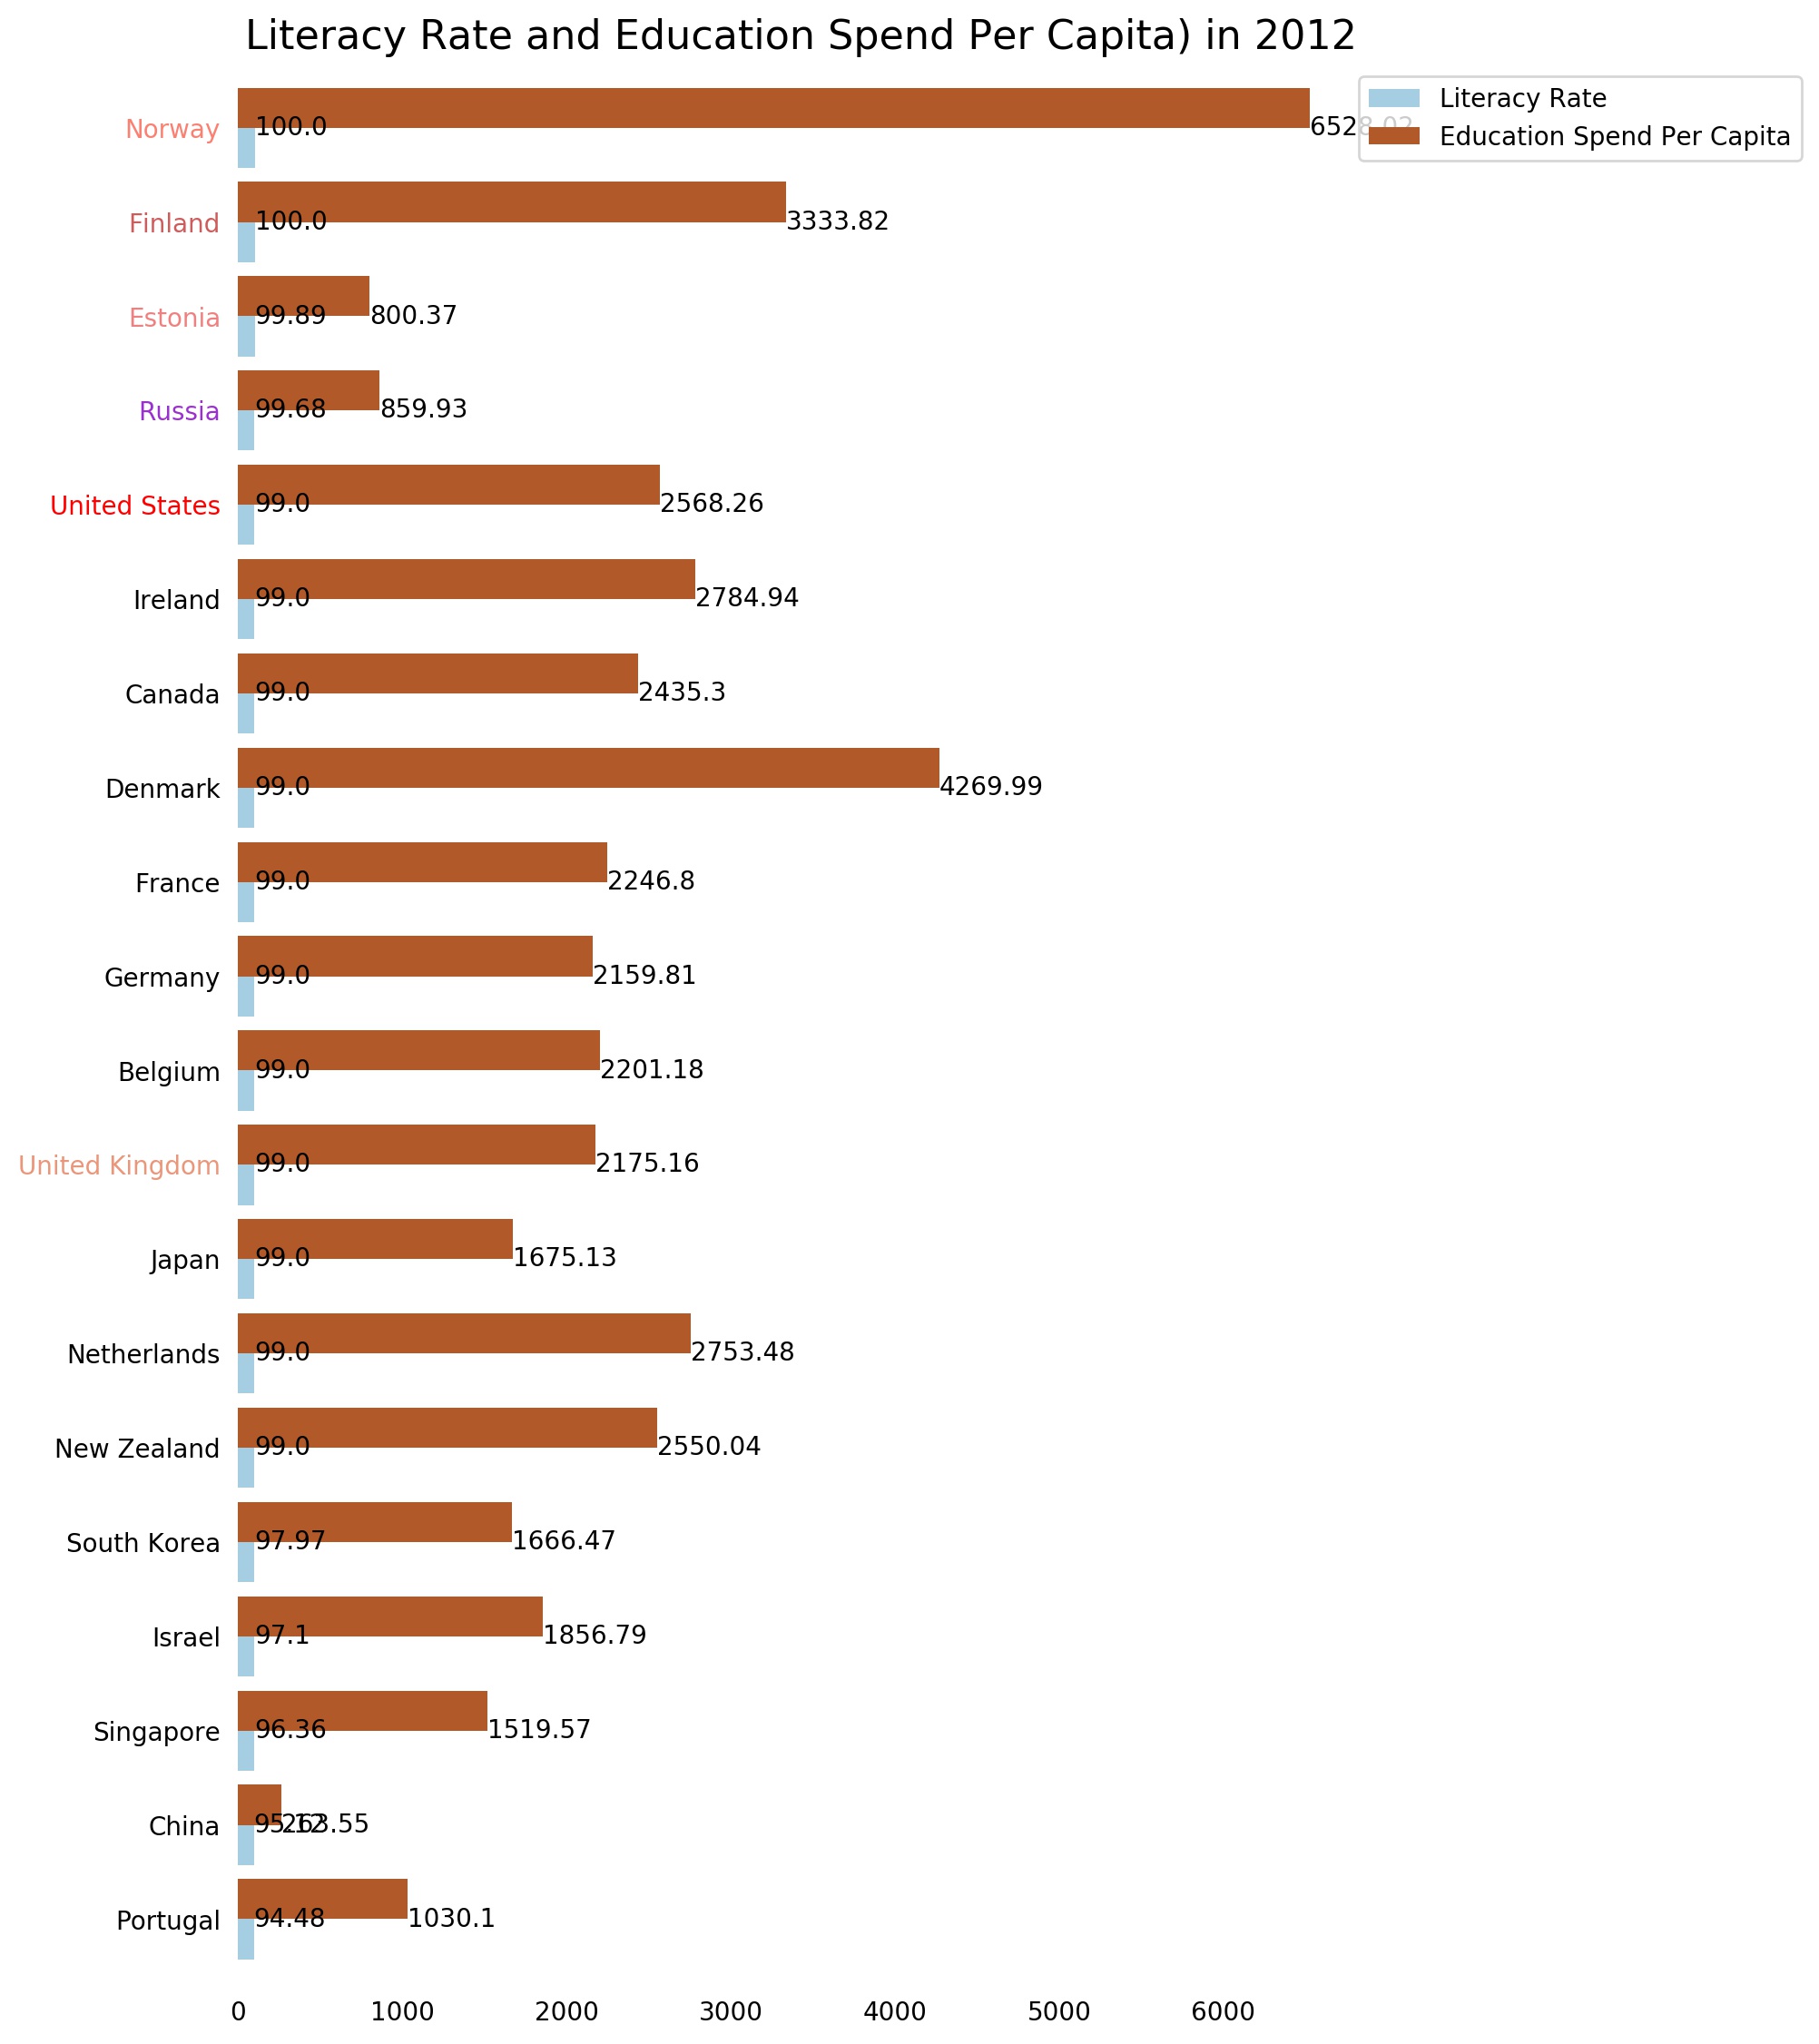 Literacy Rate and Education Spend Per Capita) in 2012
Literacy Rate
Education Spend Per Capita
Norway 100.0 6528.02
Finland 100.0 3333.82
Estonia 99.89 800.37
Russia 99.68 859.93
United States 99.0 2568.26
Ireland 99.0 2784.94
Canada 99.0 2435.3
Denmark 99.0 4269.99
France 99.0 2246.8
Germany 99.0 2159.81
Belgium 99.0 2201.18
United Kingdom 99.0 2175.16
Japan 99.0 1675.13
Netherlands 99.0 2753.48
New Zealand 99.0 2550.04
South Korea 97.97 1666.47
Israel 97.1 1856.79
Singapore 96.36 1519.57
China 95.12 263.55
Portugal 94.48 1030.1
0 1000 2000 3000 4000 5000 6000